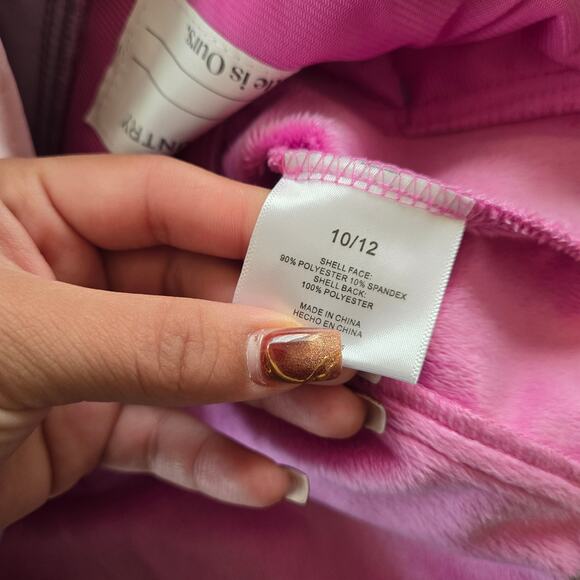 is Ours.
NTRY
10/12
SHELL FACE:
90% POLYESTER 10% SPANDEX
SHELL BACK:
100% POLYESTER
MADE IN CHINA
HECHO EN CHINA